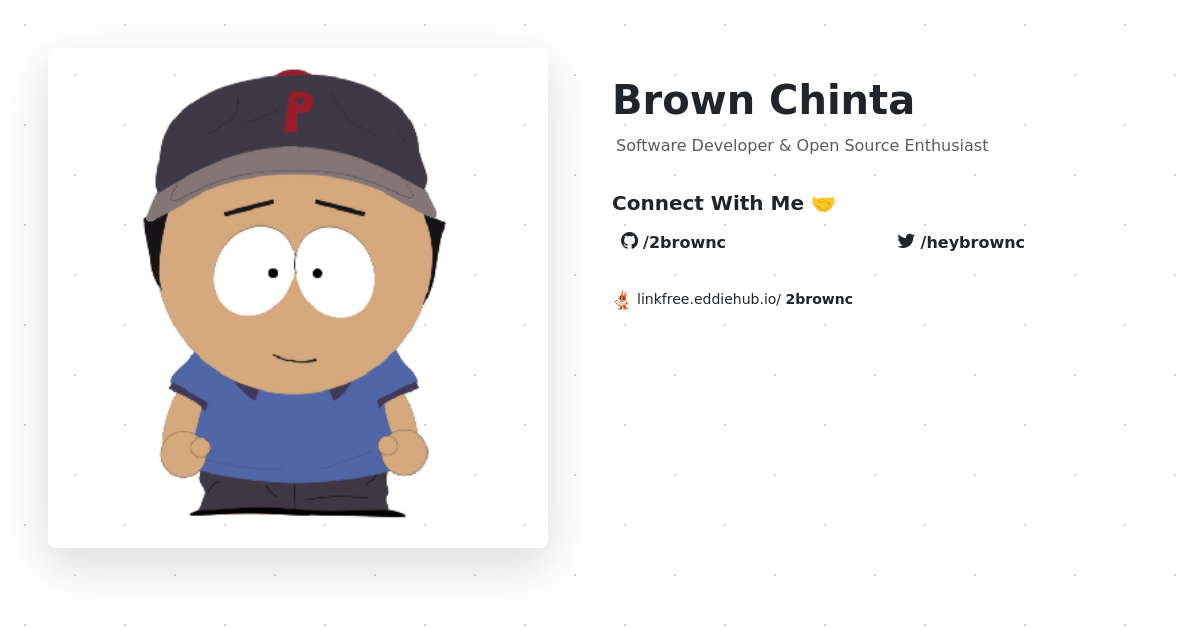 P
Brown Chinta
Software Developer & Open Source Enthusiast
Connect With Me 🤝
/2brownc
/heybrownc
linkfree.eddiehub.io/ 2brownc